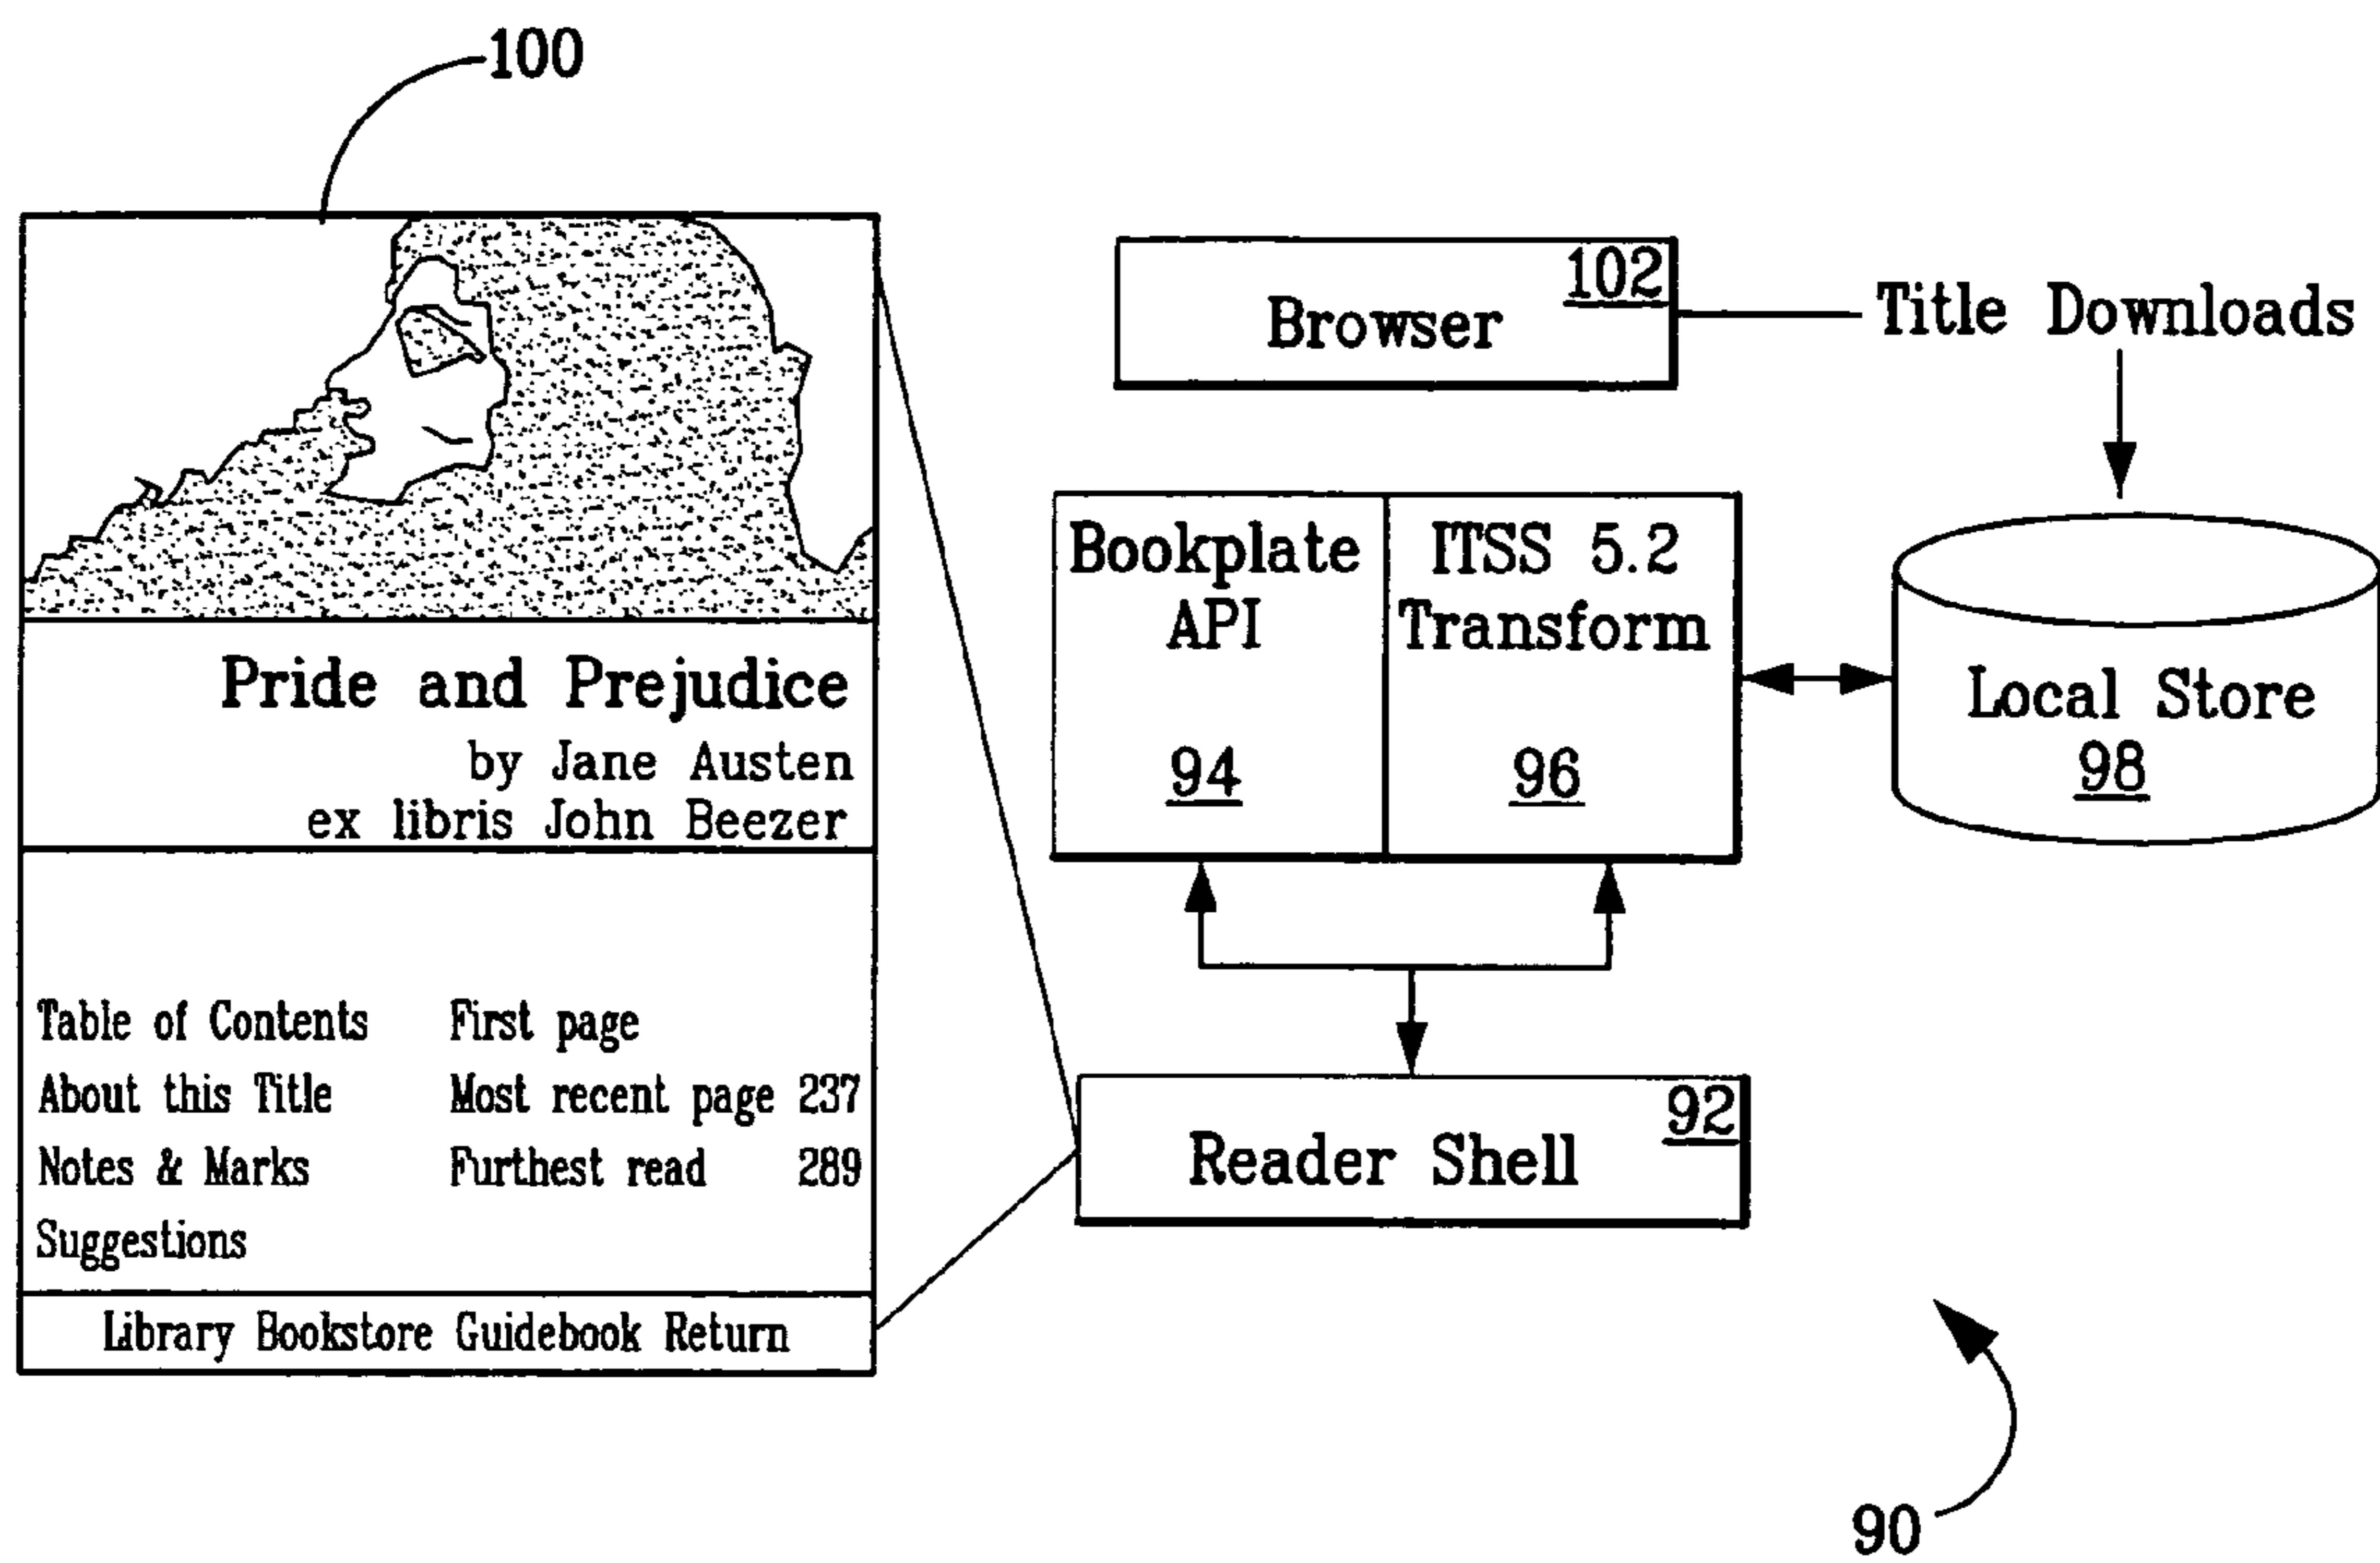 100
Pride and Prejudice
by Jane Austen
ex libris John Beezer
Table of Contents First page
About this Title Most recent page 237
Notes & Marks Furthest read 289
Suggestions
Library Bookstore Guidebook Return
102
Browser
Title Downloads
Bookplate
API
94
ITSS 5.2
Transform
96
Local Store
98
92
Reader Shell
90